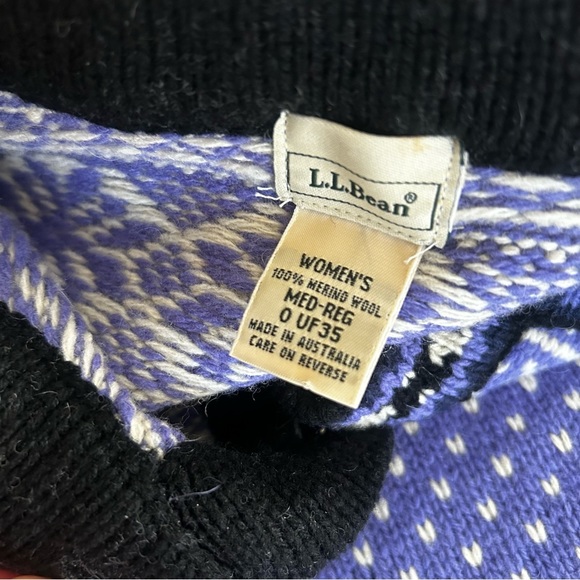 L.L.Bean®
WOMEN'S
100% MERINO WOOL
MED-REG
0 UF35
MADE IN AUSTRALIA
CARE ON REVERSE